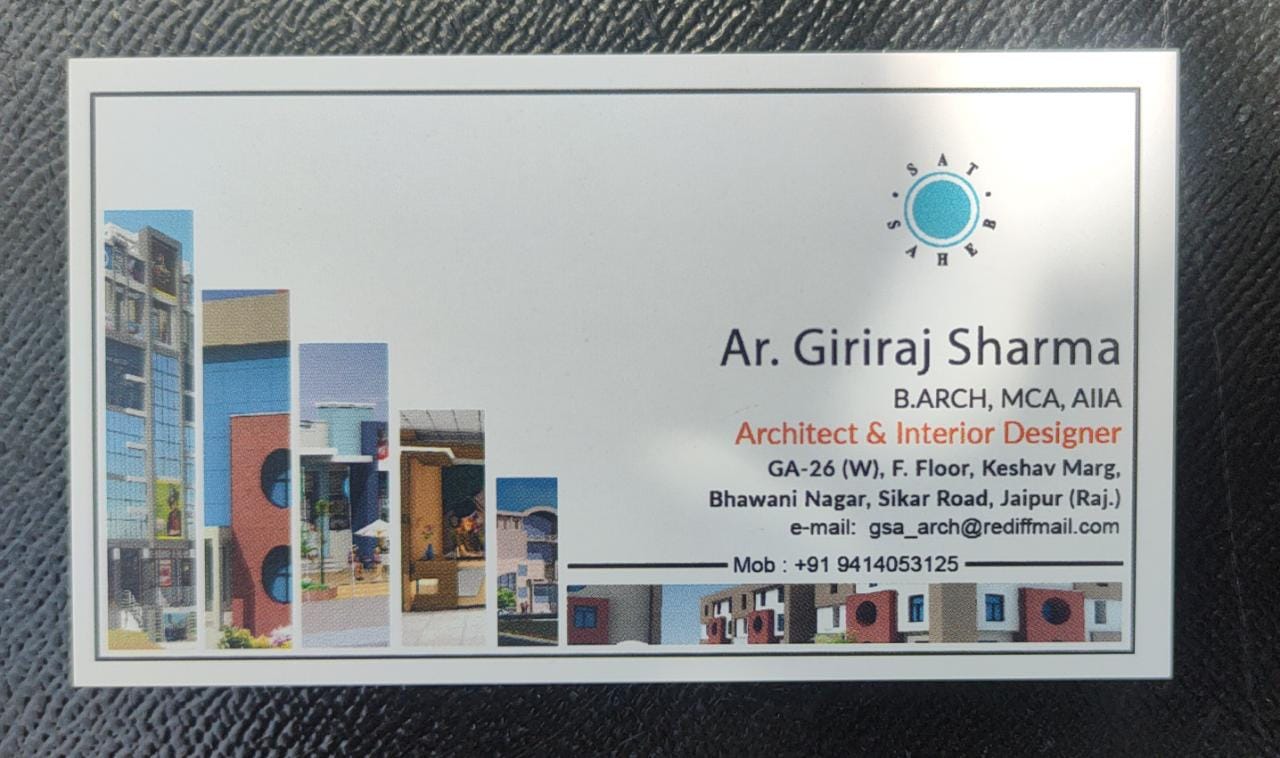 · SAT ·
SAHEB
Ar. Giriraj Sharma
B.ARCH, MCA, AIIA
Architect & Interior Designer
GA-26 (W), F. Floor, Keshav Marg,
Bhawani Nagar, Sikar Road, Jaipur (Raj.)
e-mail: gsa_arch@rediffmail.com
Mob : +91 9414053125